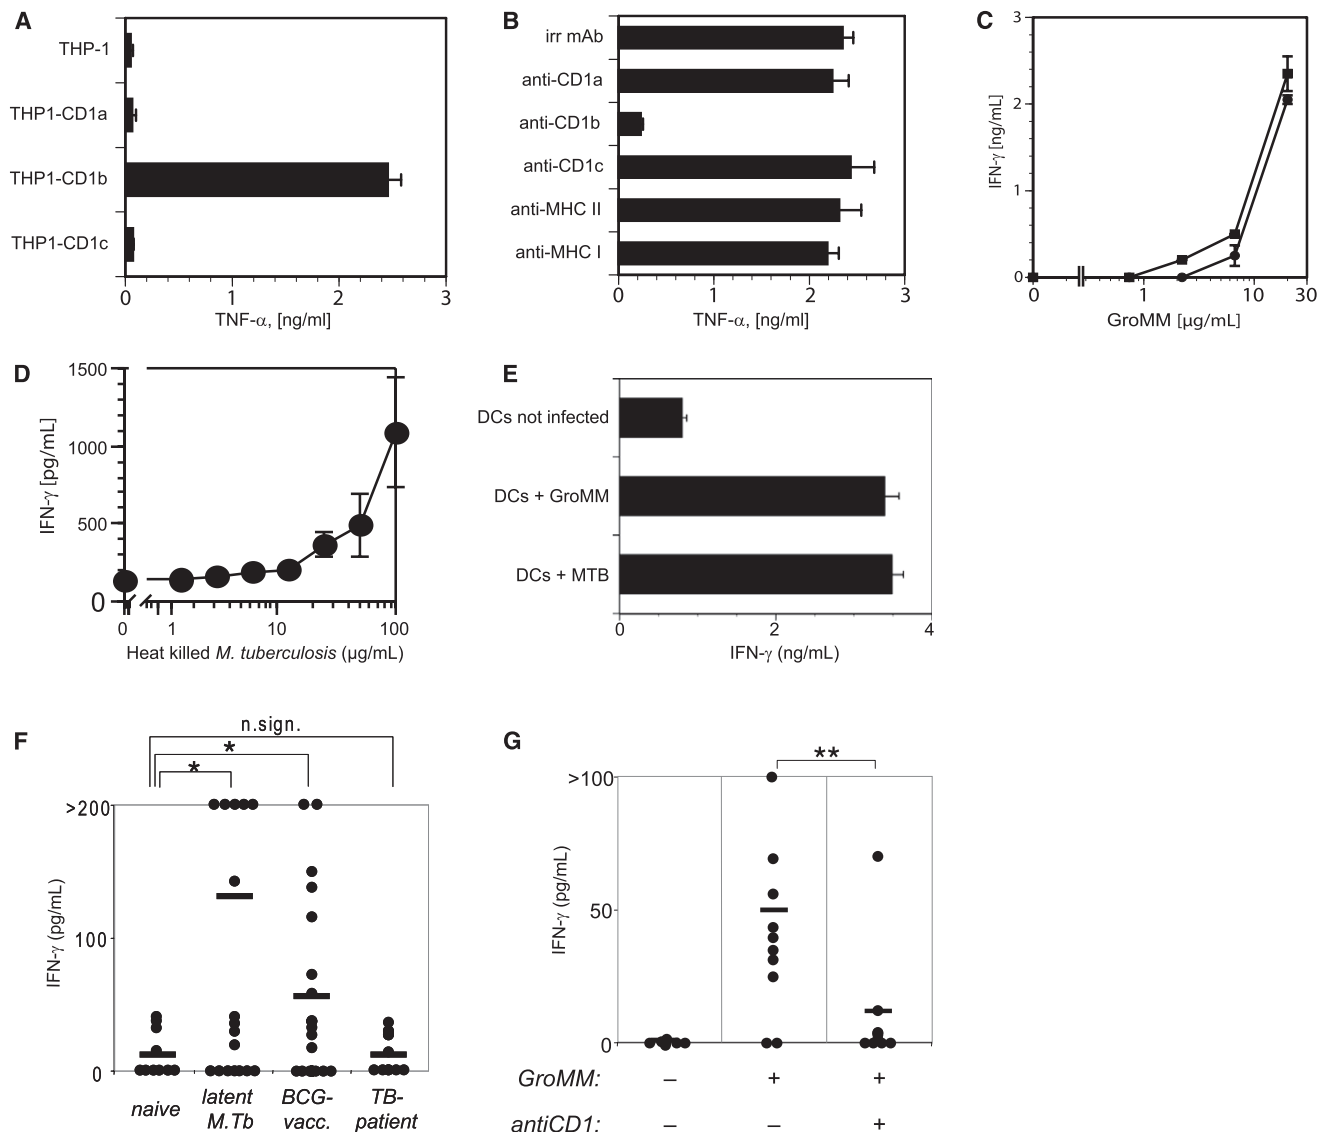 A
THP-1
THP1-CD1a
THP1-CD1b
THP1-CD1c
0 1 2 3
TNF-α, [ng/ml]
B
irr mAb
anti-CD1a
anti-CD1b
anti-CD1c
anti-MHC II
anti-MHC I
0 1 2 3
TNF-α, [ng/ml]
C
3
2
1
0
IFN-γ [ng/mL]
0 1 10 30
GroMM [µg/mL]
D
1500
1000
500
0
IFN-γ [pg/mL]
0 1 10 100
Heat killed M. tuberculosis (µg/mL)
E
DCs not infected
DCs + GroMM
DCs + MTB
0 2 4
IFN-γ (ng/mL)
F
n.sign.
*
*
>200
100
0
IFN-γ (pg/mL)
naive latent BCG- TB-
M.Tb vacc. patient
G
**
>100
50
0
IFN-γ (pg/mL)
GroMM: – + +
antiCD1: – – +